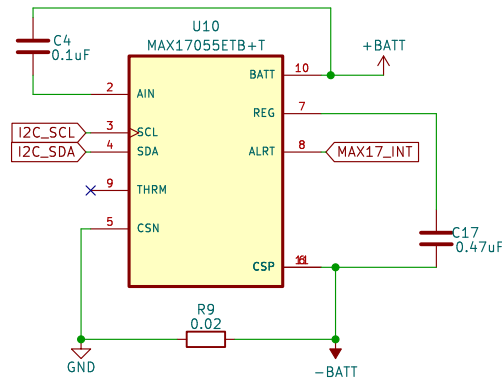 U10
MAX17055ETB+T
C4
0.1uF
+BATT
BATT
10
2
AIN
REG
7
I2C_SCL
3
SCL
I2C_SDA
4
SDA
ALRT
8
MAX17_INT
9
THRM
5
CSN
C17
0.47uF
CSP
R9
0.02
GND
-BATT